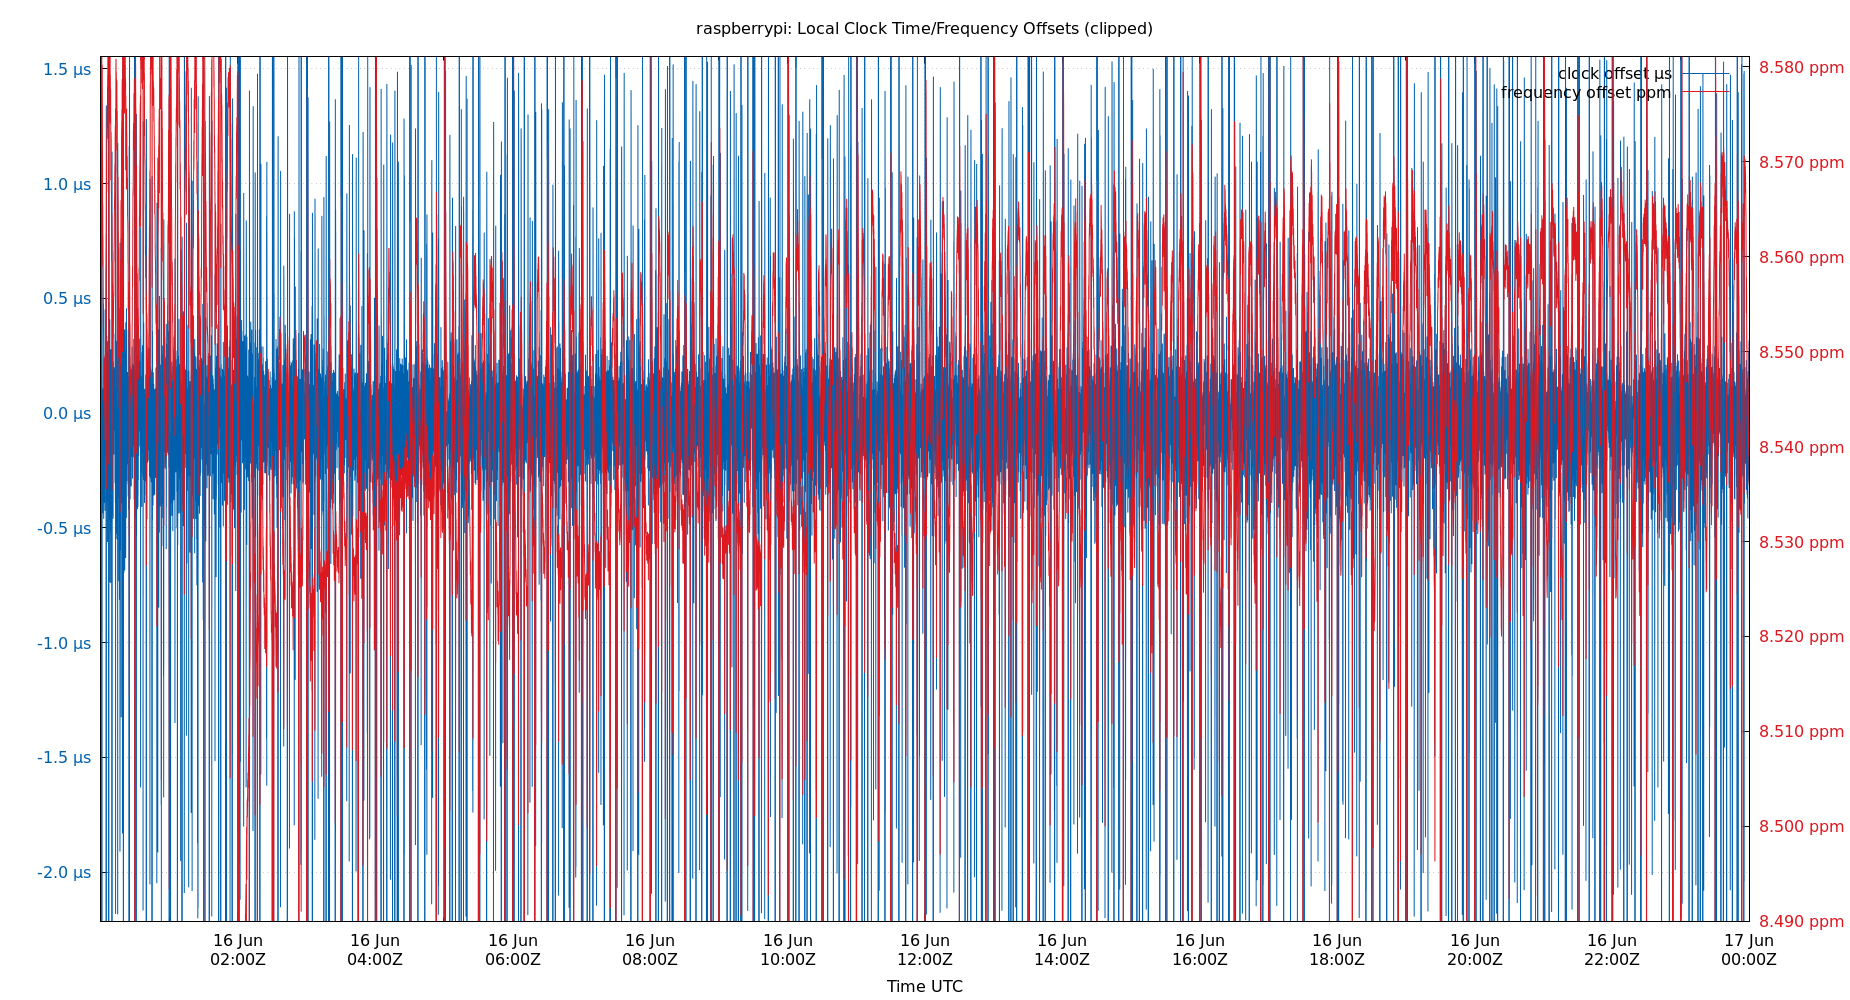 raspberrypi: Local Clock Time/Frequency Offsets (clipped)
1.5 µs
1.0 µs
0.5 µs
0.0 µs
-0.5 µs
-1.0 µs
-1.5 µs
-2.0 µs
clock offset µs
frequency offset ppm
8.580 ppm
8.570 ppm
8.560 ppm
8.550 ppm
8.540 ppm
8.530 ppm
8.520 ppm
8.510 ppm
8.500 ppm
8.490 ppm
16 Jun 16 Jun 16 Jun 16 Jun 16 Jun 16 Jun 16 Jun 16 Jun 16 Jun 16 Jun 16 Jun 17 Jun
02:00Z 04:00Z 06:00Z 08:00Z 10:00Z 12:00Z 14:00Z 16:00Z 18:00Z 20:00Z 22:00Z 00:00Z
Time UTC